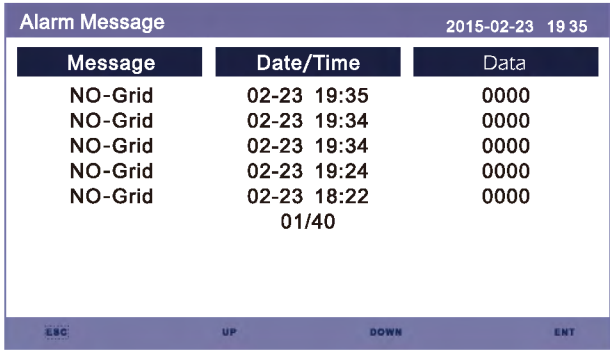 Alarm Message 2015-02-23 19 35
Message Date/Time Data
NO-Grid 02-23 19:35 0000
NO-Grid 02-23 19:34 0000
NO-Grid 02-23 19:34 0000
NO-Grid 02-23 19:24 0000
NO-Grid 02-23 18:22 0000
01/40
ESC UP DOWN ENT